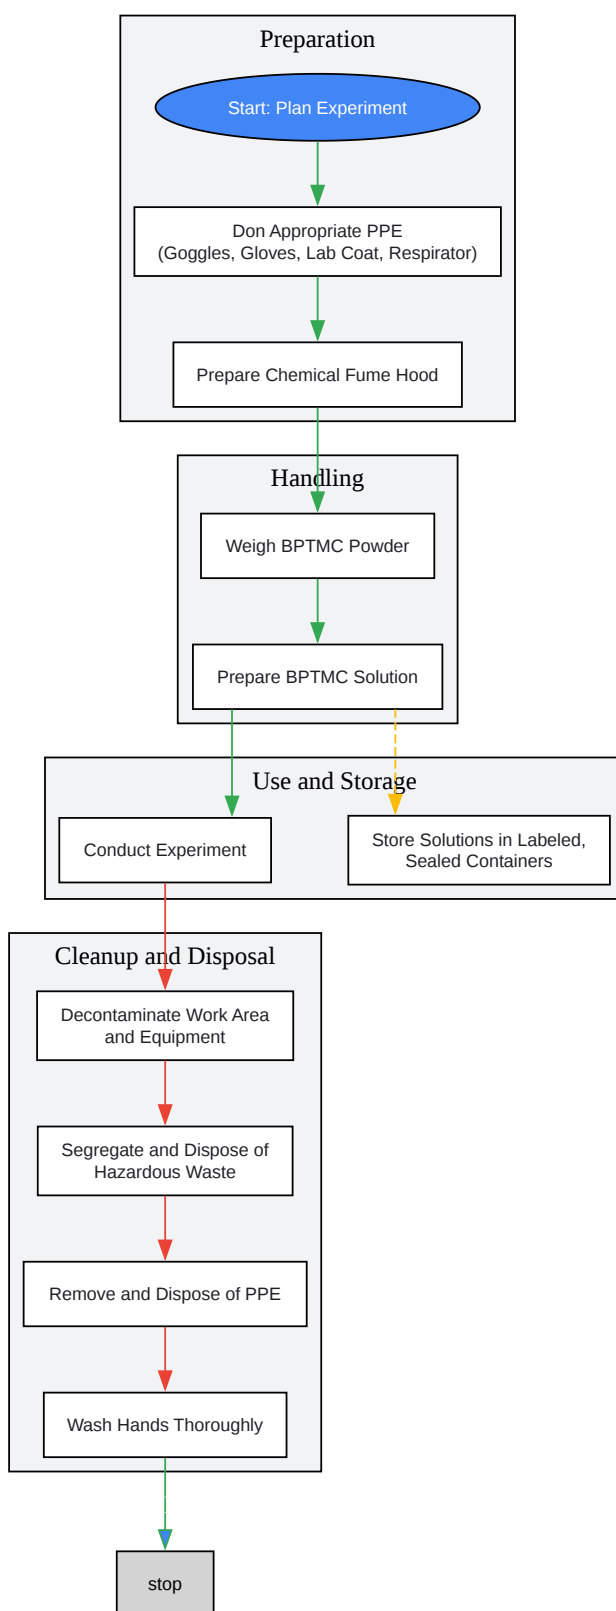 Preparation
Start: Plan Experiment
Don Appropriate PPE
(Goggles, Gloves, Lab Coat, Respirator)
Prepare Chemical Fume Hood
Handling
Weigh BPTMC Powder
Prepare BPTMC Solution
Use and Storage
Conduct Experiment
Store Solutions in Labeled,
Sealed Containers
Cleanup and Disposal
Decontaminate Work Area
and Equipment
Segregate and Dispose of
Hazardous Waste
Remove and Dispose of PPE
Wash Hands Thoroughly
stop